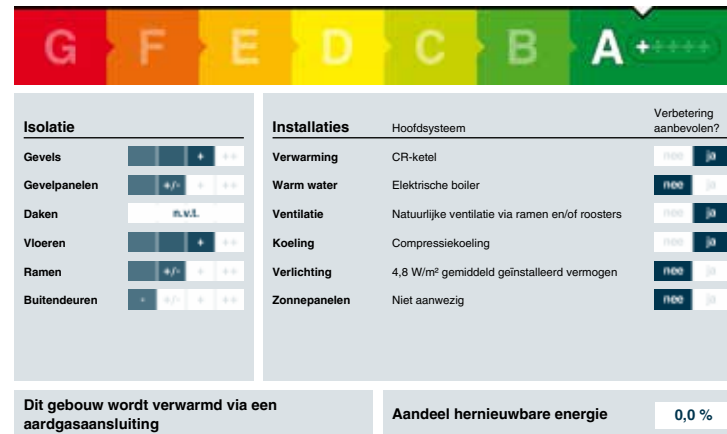 G F E D C B A +++++
Isolatie
Gevels + ++
Gevelpanelen +/- + ++
Daken n.v.t.
Vloeren + ++
Ramen +/- + ++
Buitendeuren - +/- + ++
Installaties Hoofdsysteem Verbetering aanbevolen?
Verwarming CR-ketel nee ja
Warm water Elektrische boiler nee ja
Ventilatie Natuurlijke ventilatie via ramen en/of roosters nee ja
Koeling Compressiekoeling nee ja
Verlichting 4,8 W/m² gemiddeld geïnstalleerd vermogen nee ja
Zonnepanelen Niet aanwezig nee ja
Dit gebouw wordt verwarmd via een
aardgasaansluiting
Aandeel hernieuwbare energie 0,0 %